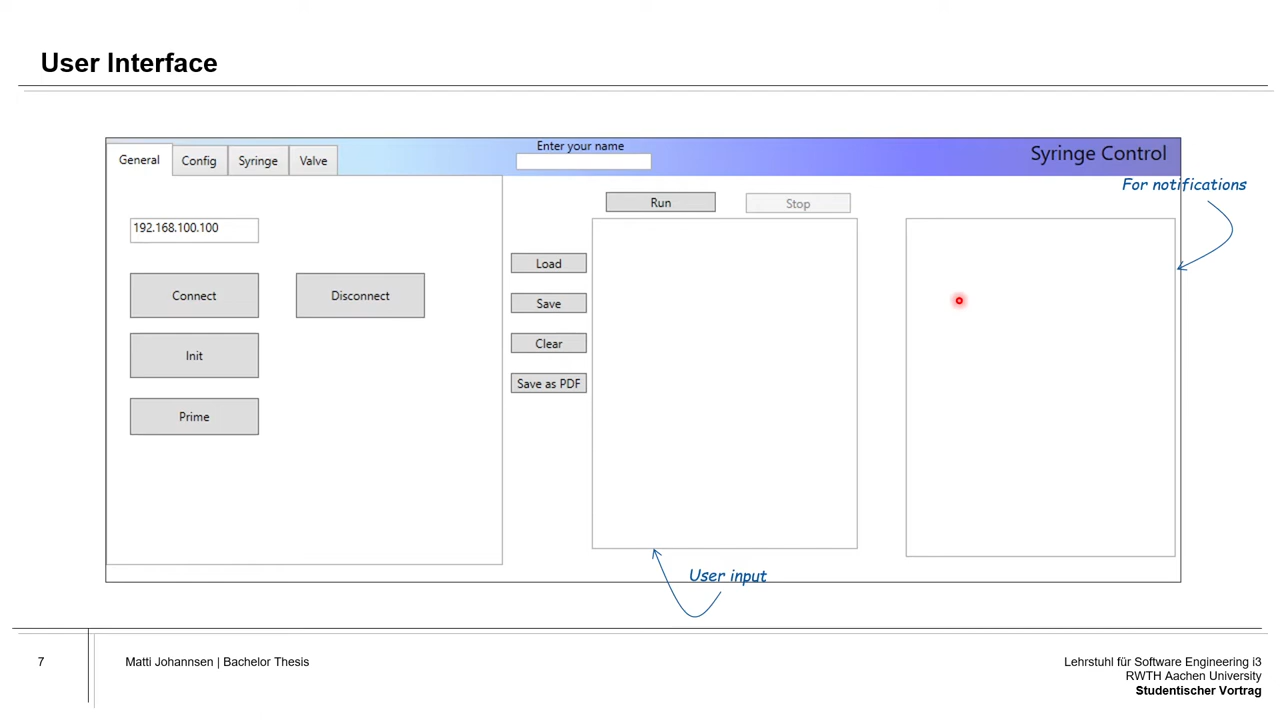 User Interface
General
Config
Syringe
Valve
Enter your name
Syringe Control
For notifications
192.168.100.100
Run
Stop
Load
Connect
Disconnect
Save
Clear
Init
Save as PDF
Prime
User input
7
Matti Johannsen | Bachelor Thesis
Lehrstuhl für Software Engineering i3
RWTH Aachen University
Studentischer Vortrag